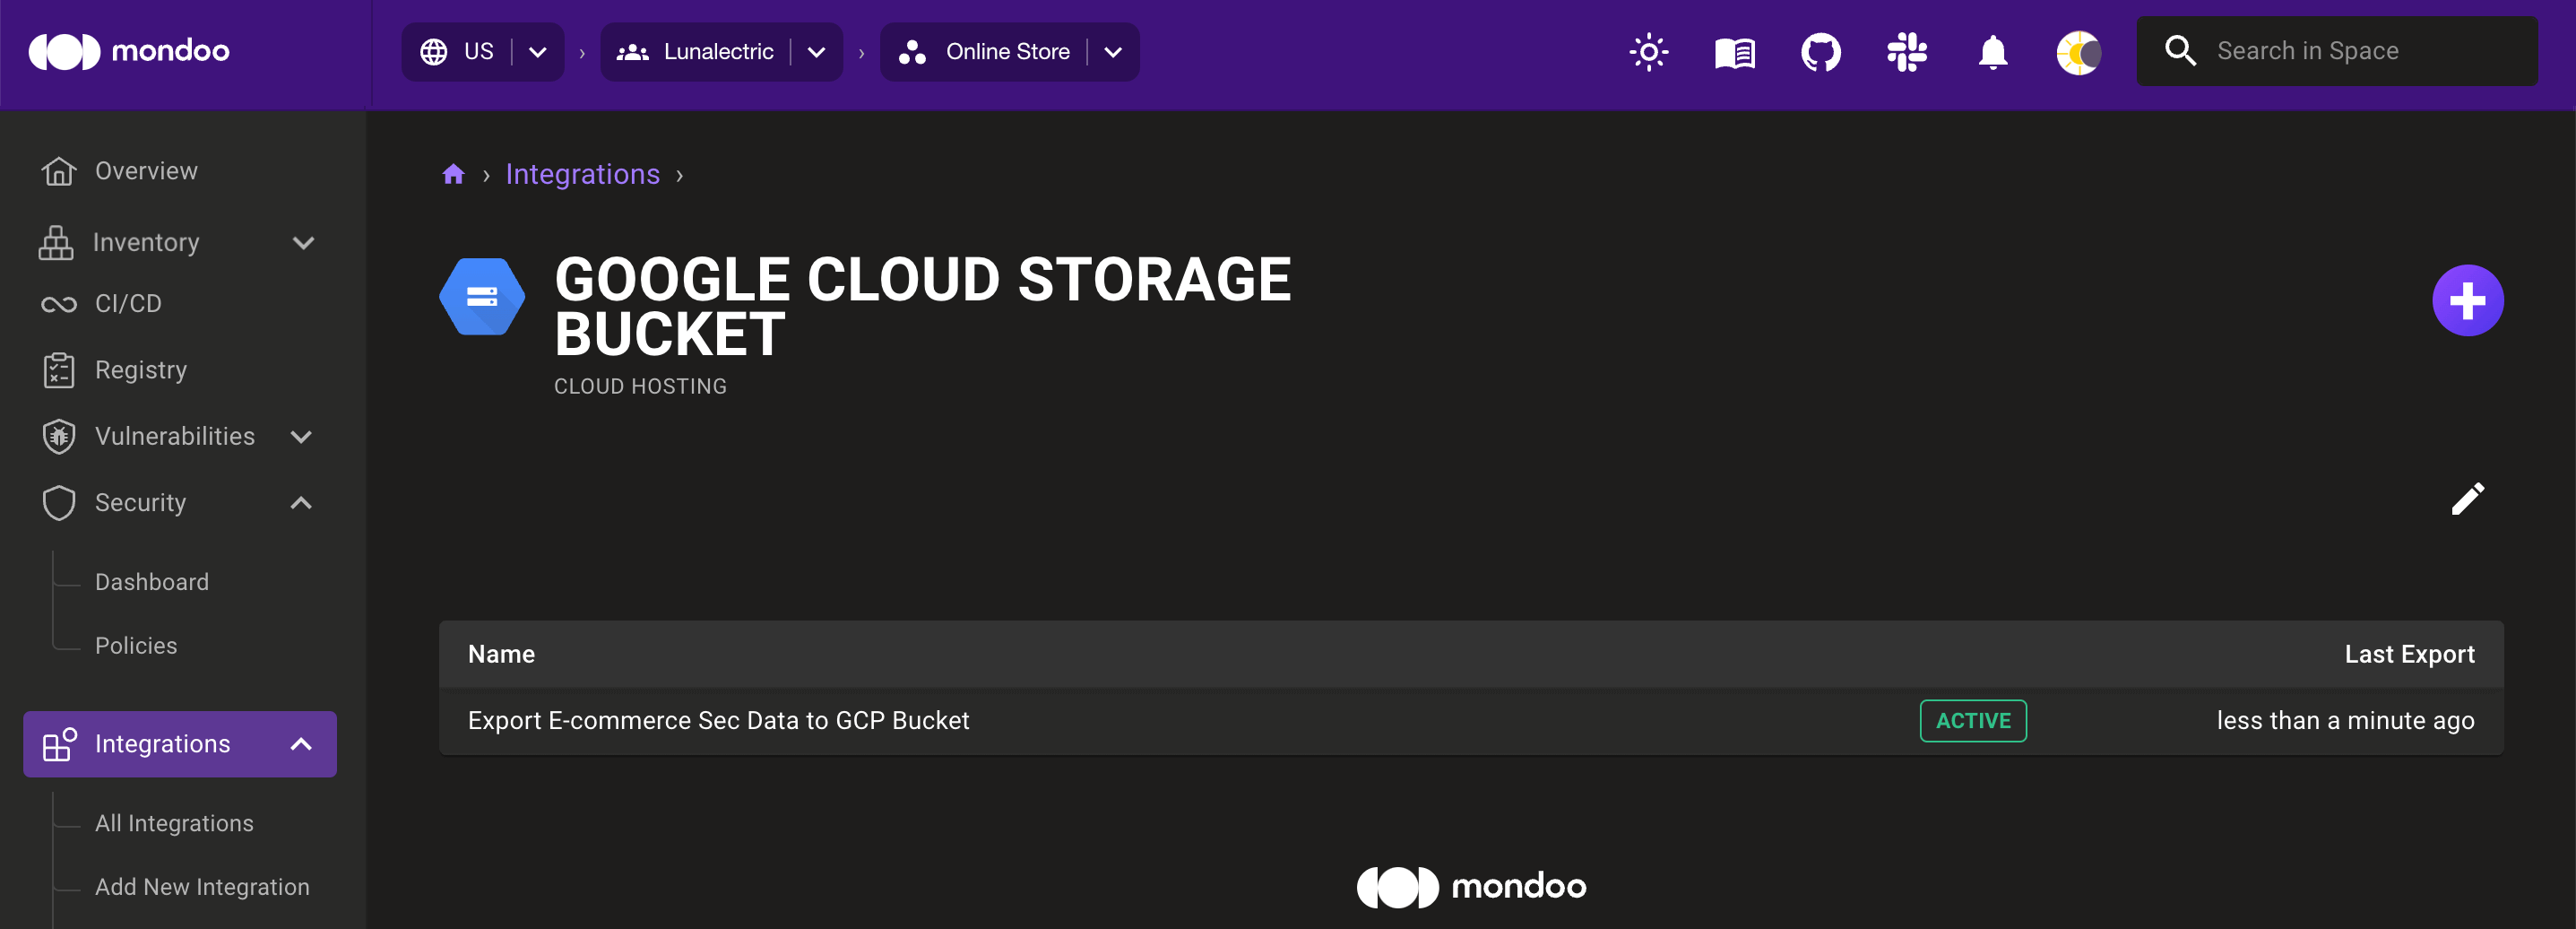 mondoo
US
Lunalectric
Online Store
Search in Space
Overview
Inventory
CI/CD
Registry
Vulnerabilities
Security
Dashboard
Policies
Integrations
All Integrations
Add New Integration
Integrations
GOOGLE CLOUD STORAGE
BUCKET
CLOUD HOSTING
Name Last Export
Export E-commerce Sec Data to GCP Bucket ACTIVE less than a minute ago
mondoo